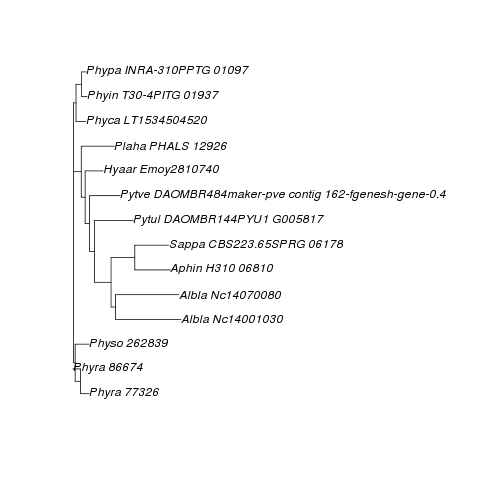 Phypa INRA-310PPTG 01097
Phyin T30-4PITG 01937
Phyca LT1534504520
Plaha PHALS 12926
Hyaar Emoy2810740
Pytve DAOMBR484maker-pve contig 162-fgenesh-gene-0.4
Pytul DAOMBR144PYU1 G005817
Sappa CBS223.65SPRG 06178
Aphin H310 06810
Albla Nc14070080
Albla Nc14001030
Physo 262839
Phyra 86674
Phyra 77326